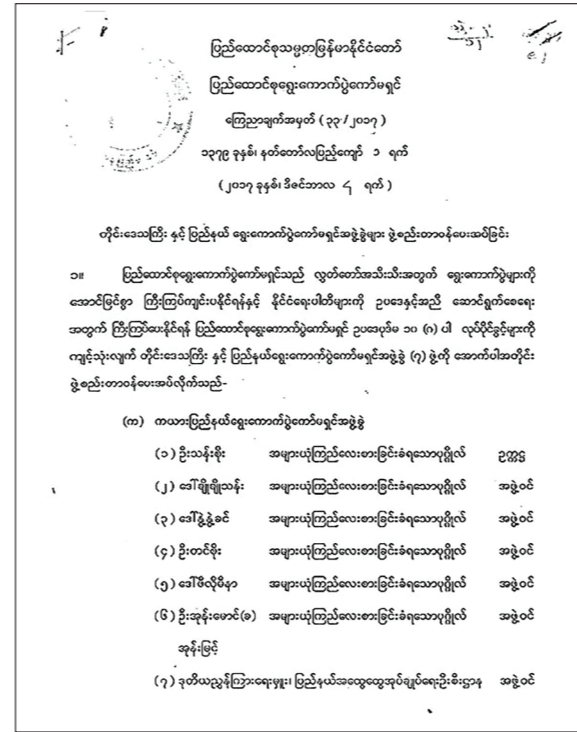 ပြည်ထောင်စုသမ္မတမြန်မာနိုင်ငံတော်
ပြည်ထောင်စုရွေးကောက်ပွဲကော်မရှင်
ကြေညာချက်အမှတ် ( ၃၃/၂၀၁၇ )
၁၃၇၉ ခုနှစ်၊ နတ်တော်လပြည့်ကျော် ၁ ရက်
( ၂၀၁၇ ခုနှစ်၊ ဒီဇင်ဘာလ ၄ ရက် )
တိုင်းဒေသကြီး နှင့် ပြည်နယ် ရွေးကောက်ပွဲကော်မရှင်အဖွဲ့ခွဲများ ဖွဲ့စည်းတာဝန်ပေးအပ်ခြင်း
၁။ ပြည်ထောင်စုရွေးကောက်ပွဲကော်မရှင်သည် လွှတ်တော်အသီးသီးအတွက် ရွေးကောက်ပွဲများကို
အောင်မြင်စွာ ကြီးကြပ်ကျင်းပနိုင်ရန်နှင့် နိုင်ငံရေးပါတီများကို ဥပဒေနှင့်အညီ ဆောင်ရွက်စေရေး
အတွက် ကြီးကြပ်ပေးနိုင်ရန် ပြည်ထောင်စုရွေးကောက်ပွဲကော်မရှင် ဥပဒေပုဒ်မ ၁၀ (ဂ) ပါ လုပ်ပိုင်ခွင့်များကို
ကျင့်သုံးလျက် တိုင်းဒေသကြီး နှင့် ပြည်နယ်ရွေးကောက်ပွဲကော်မရှင်အဖွဲ့ခွဲ (၇) ဖွဲ့ကို အောက်ပါအတိုင်း
ဖွဲ့စည်းတာဝန်ပေးအပ်လိုက်သည်-
(က) ကယားပြည်နယ်ရွေးကောက်ပွဲကော်မရှင်အဖွဲ့ခွဲ
(၁) ဦးသန်းစိုး အများယုံကြည်လေးစားခြင်းခံရသောပုဂ္ဂိုလ် ဥက္ကဋ္ဌ
(၂) ဒေါ်ချိုချိုသန်း အများယုံကြည်လေးစားခြင်းခံရသောပုဂ္ဂိုလ် အဖွဲ့ဝင်
(၃) ဒေါ်နွဲ့နွဲ့ခင် အများယုံကြည်လေးစားခြင်းခံရသောပုဂ္ဂိုလ် အဖွဲ့ဝင်
(၄) ဦးတင်စိုး အများယုံကြည်လေးစားခြင်းခံရသောပုဂ္ဂိုလ် အဖွဲ့ဝင်
(၅) ဒေါ်ဖီလိုမီနာ အများယုံကြည်လေးစားခြင်းခံရသောပုဂ္ဂိုလ် အဖွဲ့ဝင်
(၆) ဦးအုန်းမောင်(ခ) အများယုံကြည်လေးစားခြင်းခံရသောပုဂ္ဂိုလ် အဖွဲ့ဝင်
အုန်းမြင့်
(၇) ဒုတိယညွှန်ကြားရေးမှူး၊ ပြည်နယ်အထွေထွေအုပ်ချုပ်ရေးဦးစီးဌာန အဖွဲ့ဝင်